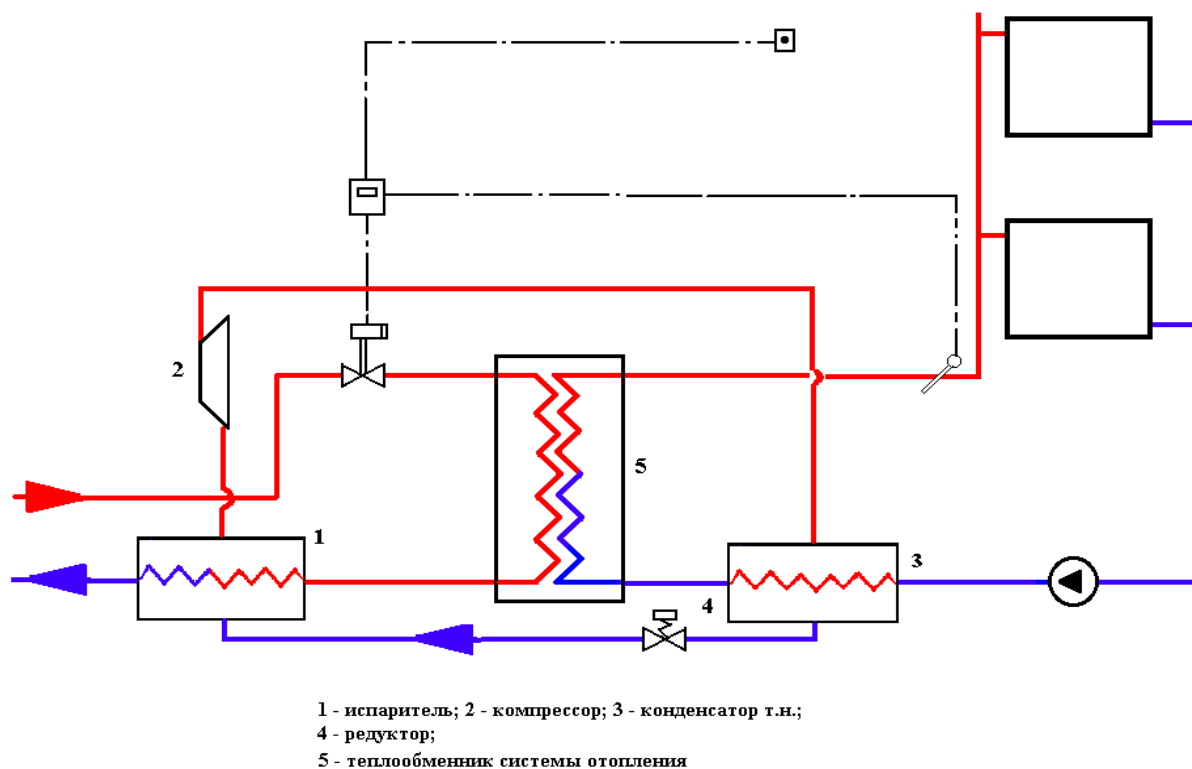 2
5
1
3
4
1 - испаритель; 2 - компрессор; 3 - конденсатор т.н.;
4 - редуктор;
5 - теплообменник системы отопления